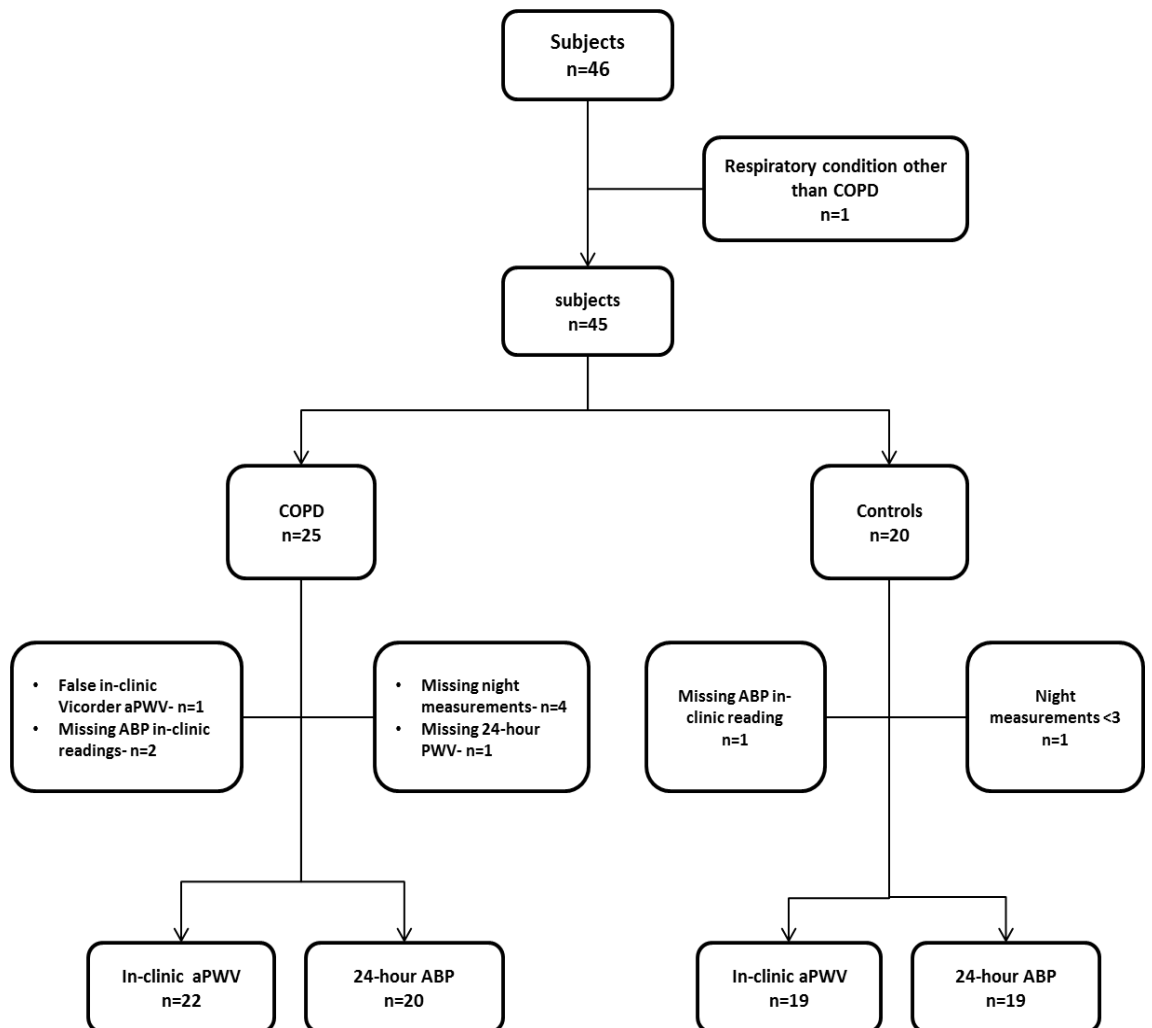 Subjects
n=46
Respiratory condition other
than COPD
n=1
subjects
n=45
COPD
n=25
Controls
n=20
• False in-clinic
Vicorder aPWV- n=1
• Missing ABP in-clinic
readings- n=2
• Missing night
measurements- n=4
• Missing 24-hour
PWV- n=1
Missing ABP in-
clinic reading
n=1
Night
measurements <3
n=1
In-clinic aPWV
n=22
24-hour ABP
n=20
In-clinic aPWV
n=19
24-hour ABP
n=19